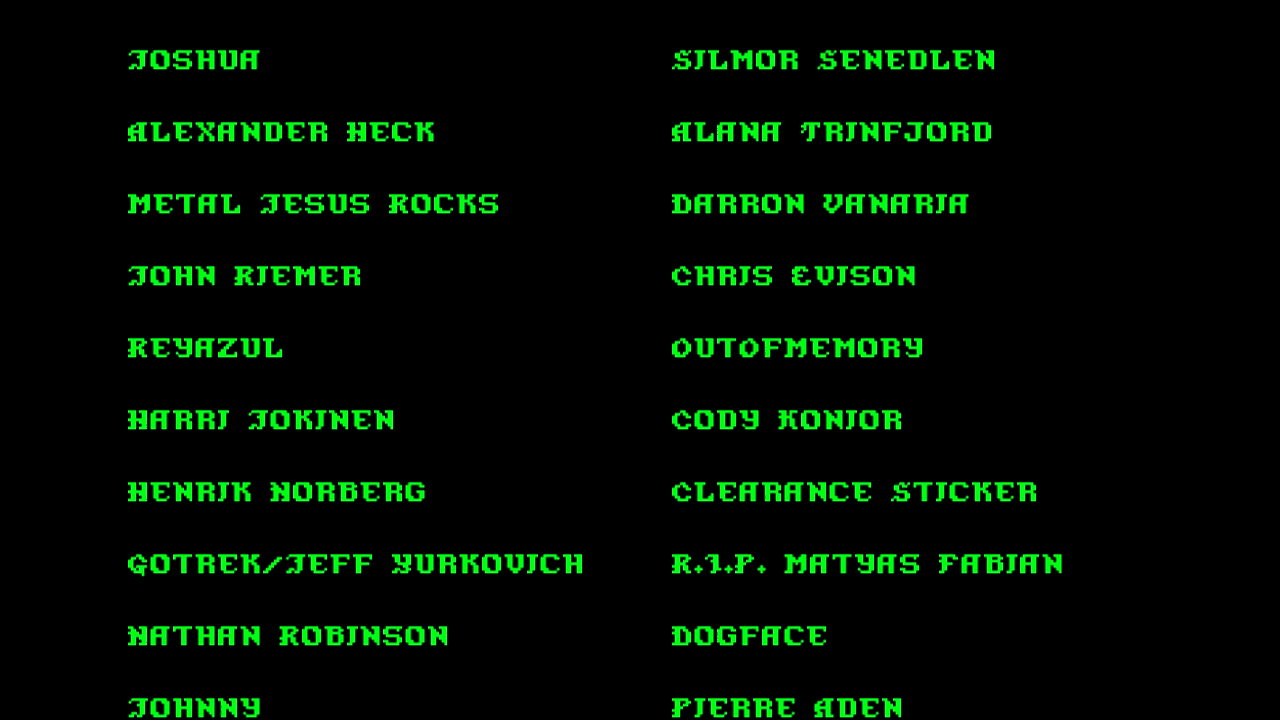 JOSHUA
SILMOR SENEDLEN
ALEXANDER HECK
ALANA TRINFJORD
METAL JESUS ROCKS
DARRON VANARIA
JOHN RIEMER
CHRIS EVISON
REYAZUL
OUTOFMEMORY
HARRI JOKINEN
CODY KONIOR
HENRIK NORBERG
CLEARANCE STICKER
GOTREK/JEFF YURKOVICH
R.I.P. MATYAS FABIAN
NATHAN ROBINSON
DOGFACE
JOHNNY
PIERRE ADEN